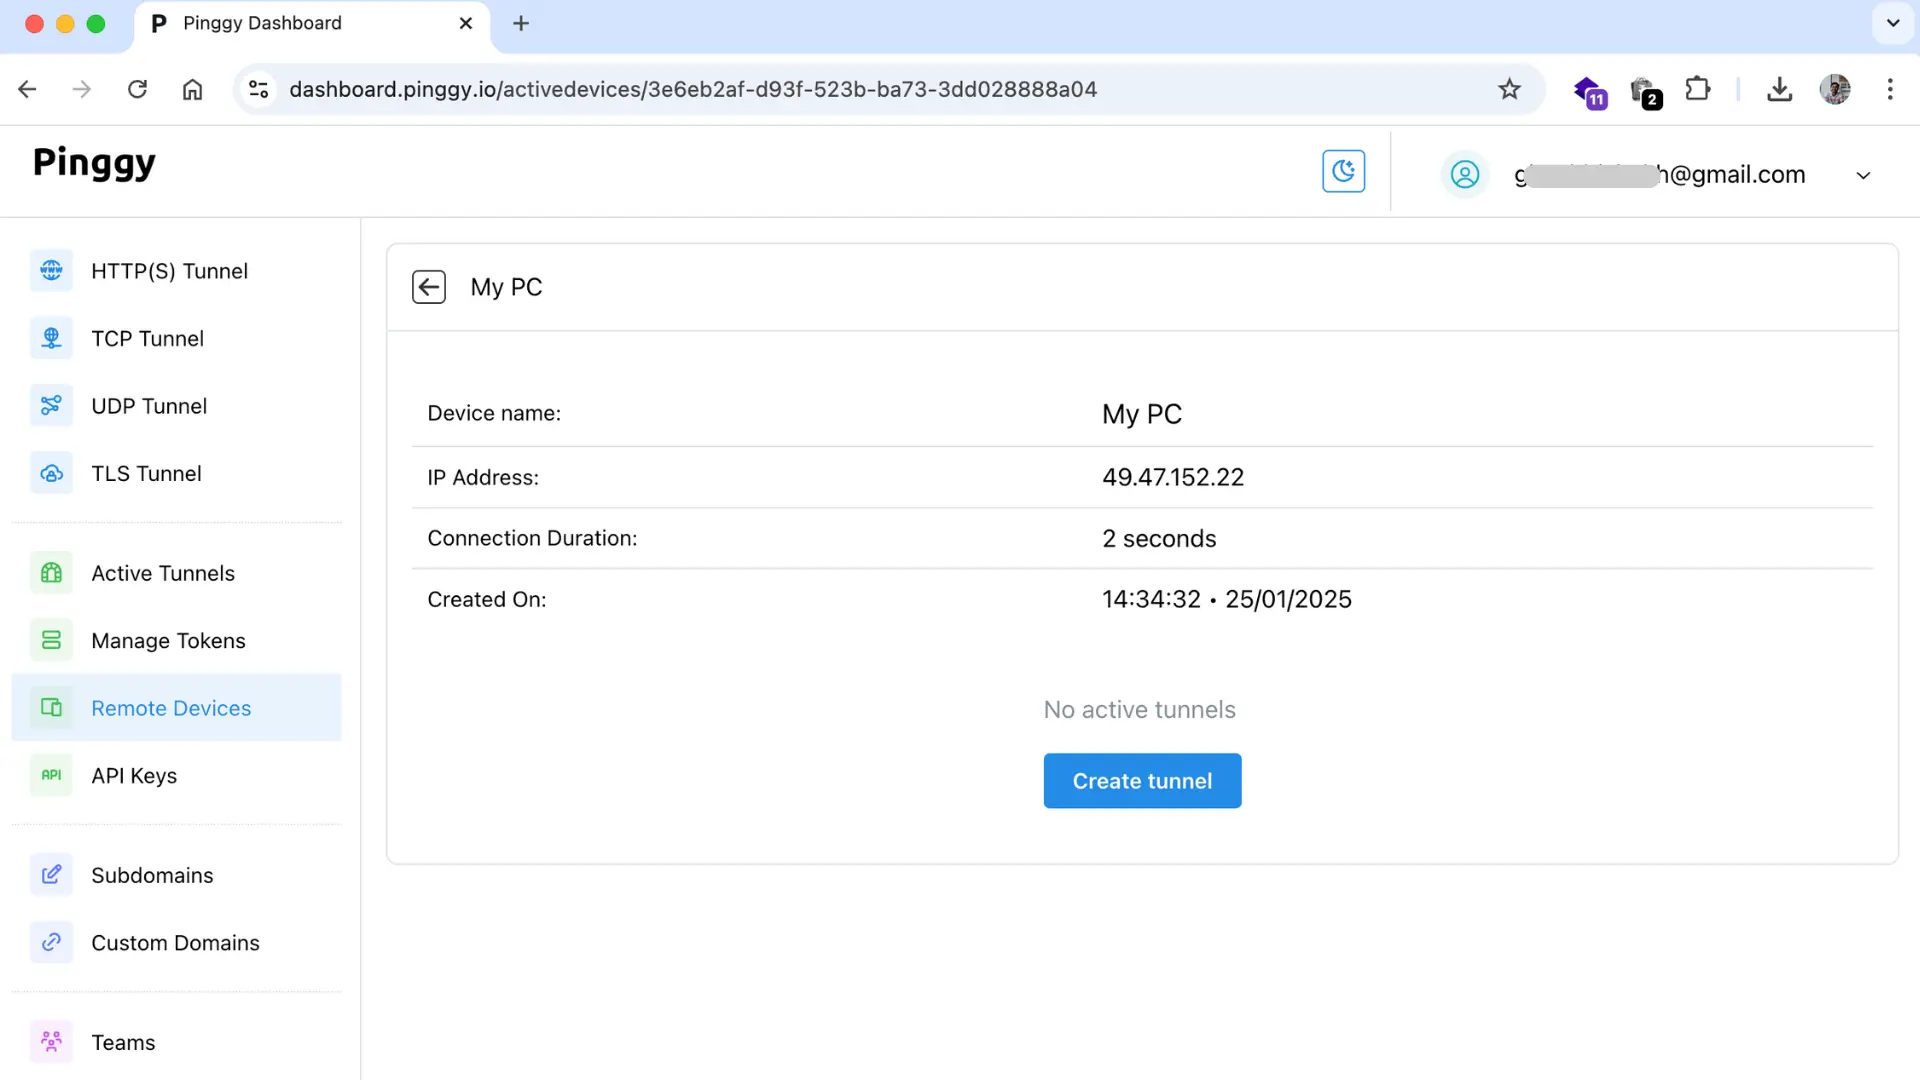 Pinggy Dashboard
dashboard.pinggy.io/activedevices/3e6eb2af-d93f-523b-ba73-3dd028888a04
11
2
Pinggy
@gmail.com
HTTP(S) Tunnel
TCP Tunnel
UDP Tunnel
TLS Tunnel
Active Tunnels
Manage Tokens
Remote Devices
API API Keys
Subdomains
Custom Domains
Teams
My PC
Device name: My PC
IP Address: 49.47.152.22
Connection Duration: 2 seconds
Created On: 14:34:32 • 25/01/2025
No active tunnels
Create tunnel